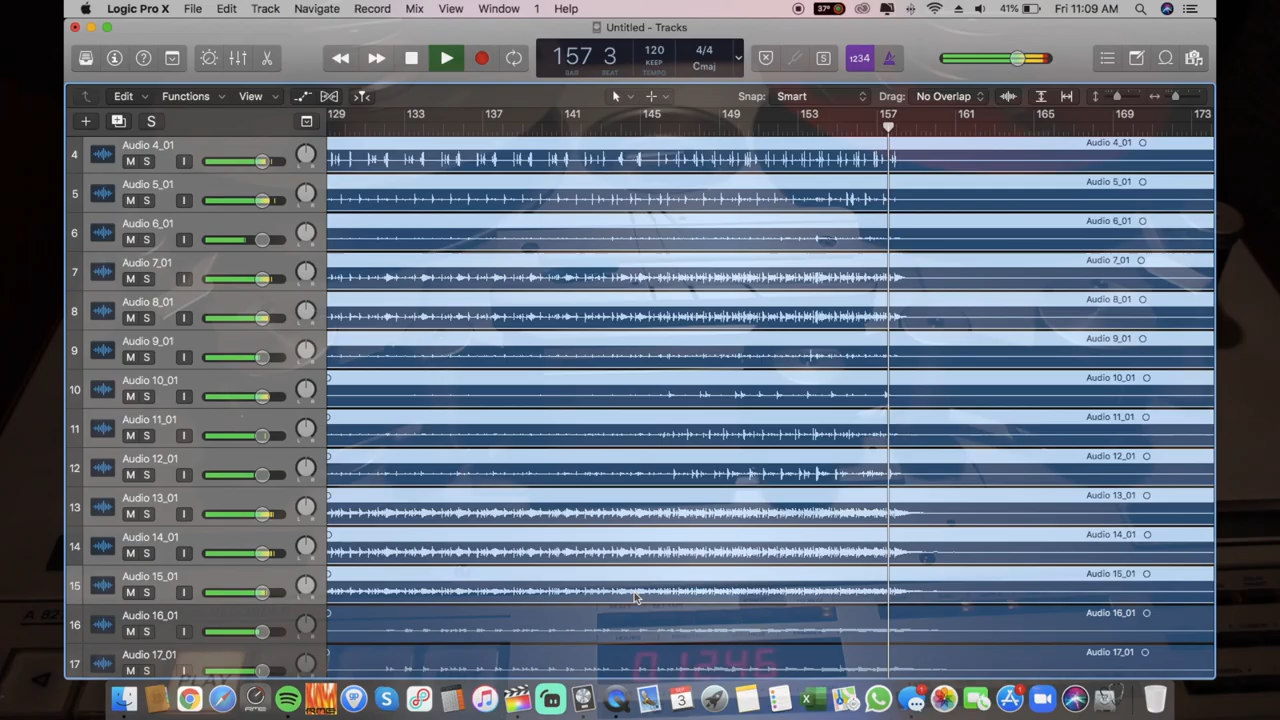 Logic Pro X File Edit Track Navigate Record Mix View Window 1 Help 37° 41% Fri 11:09 AM
Untitled - Tracks
157 3 120 4/4
KEEP Cmaj 1234
BAR BEAT TEMPO
Edit Functions View Snap: Smart Drag: No Overlap
129 133 137 141 145 149 153 157 161 165 169 173
S
4 Audio 4_01 M S I L R Audio 4_01
5 Audio 5_01 M S I L R Audio 5_01
6 Audio 6_01 M S I L R Audio 6_01
7 Audio 7_01 M S I L R Audio 7_01
8 Audio 8_01 M S I L R Audio 8_01
9 Audio 9_01 M S I L R Audio 9_01
10 Audio 10_01 M S I L R Audio 10_01
11 Audio 11_01 M S I L R Audio 11_01
12 Audio 12_01 M S I L R Audio 12_01
13 Audio 13_01 M S I L R Audio 13_01
14 Audio 14_01 M S I L R Audio 14_01
15 Audio 15_01 M S I L R Audio 15_01
16 Audio 16_01 M S I L R Audio 16_01
17 Audio 17_01 M S I Audio 17_01